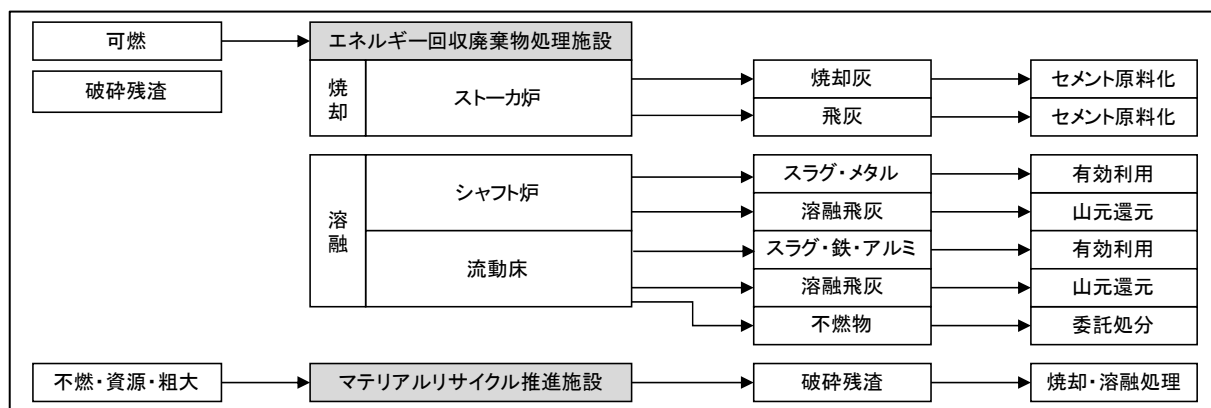 可燃
エネルギー回収廃棄物処理施設
破砕残渣
焼却
ストーカ炉
焼却灰
セメント原料化
飛灰
セメント原料化
溶融
シャフト炉
スラグ・メタル
有効利用
溶融飛灰
山元還元
流動床
スラグ・鉄・アルミ
有効利用
溶融飛灰
山元還元
不燃物
委託処分
不燃・資源・粗大
マテリアルリサイクル推進施設
破砕残渣
焼却・溶融処理